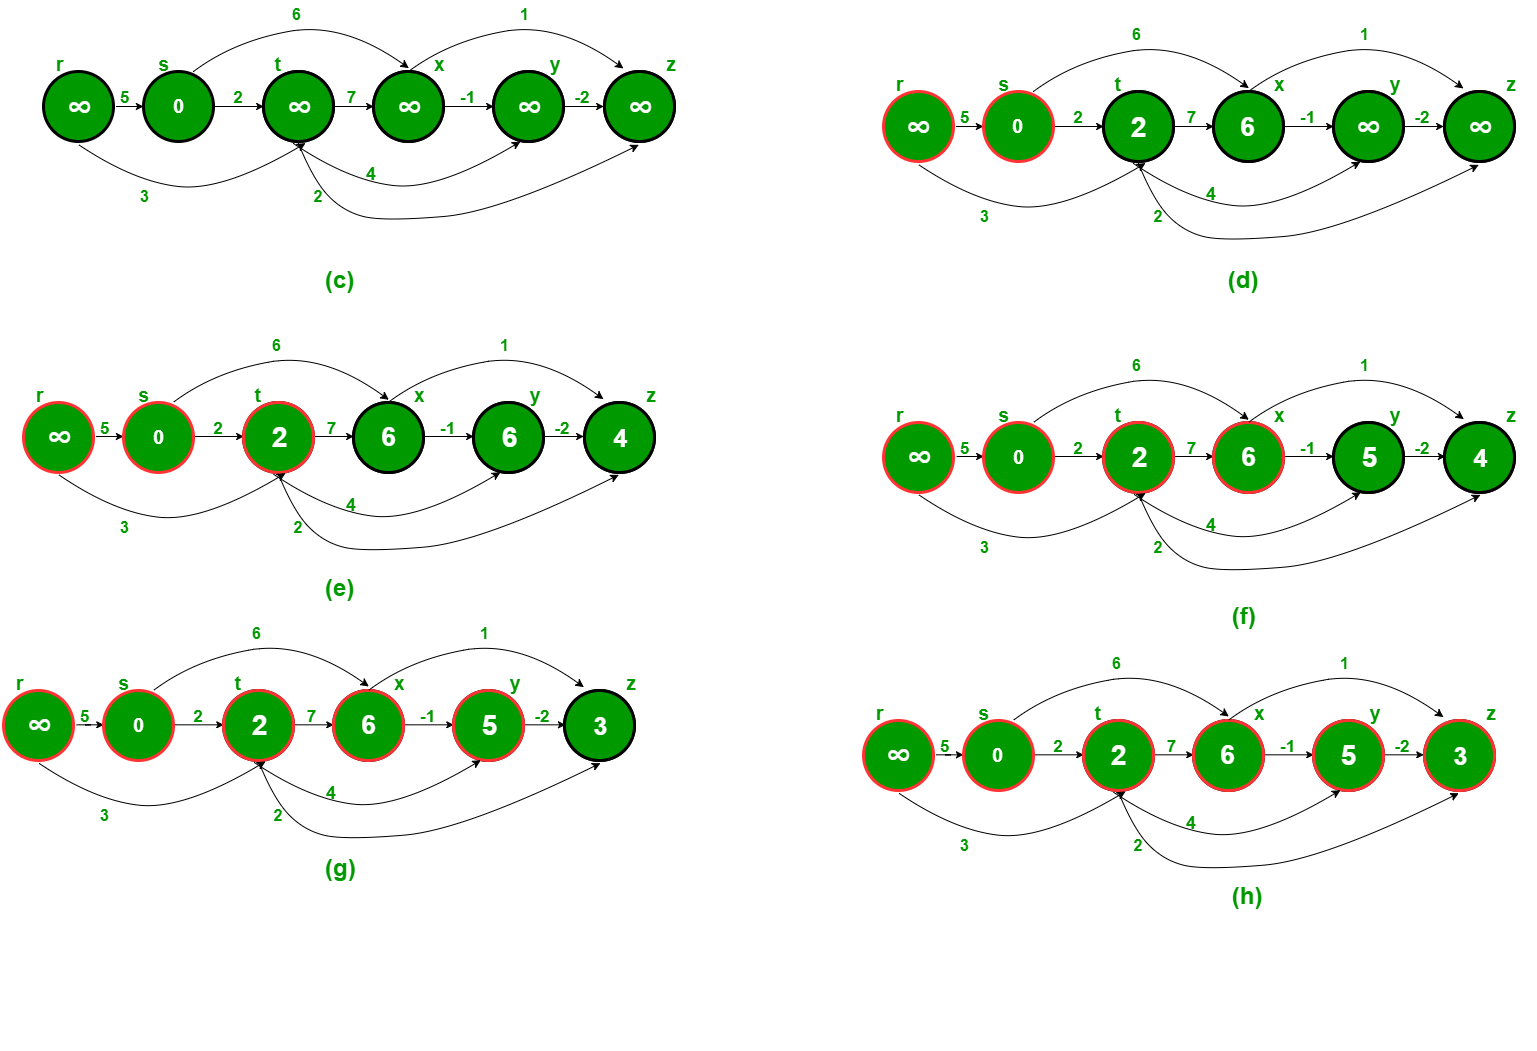 6 1
r s t x y z
∞ 5 0 2 ∞ 7 ∞ -1 ∞ -2 ∞
3 2 4
(c)
6 1
r s t x y z
∞ 5 0 2 2 7 6 -1 ∞ -2 ∞
3 2 4
(d)
6 1
r s t x y z
∞ 5 0 2 2 7 6 -1 6 -2 4
3 2 4
(e)
6 1
r s t x y z
∞ 5 0 2 2 7 6 -1 5 -2 4
3 2 4
(f)
6 1
r s t x y z
∞ 5 0 2 2 7 6 -1 5 -2 3
3 2 4
(g)
6 1
r s t x y z
∞ 5 0 2 2 7 6 -1 5 -2 3
3 2 4
(h)